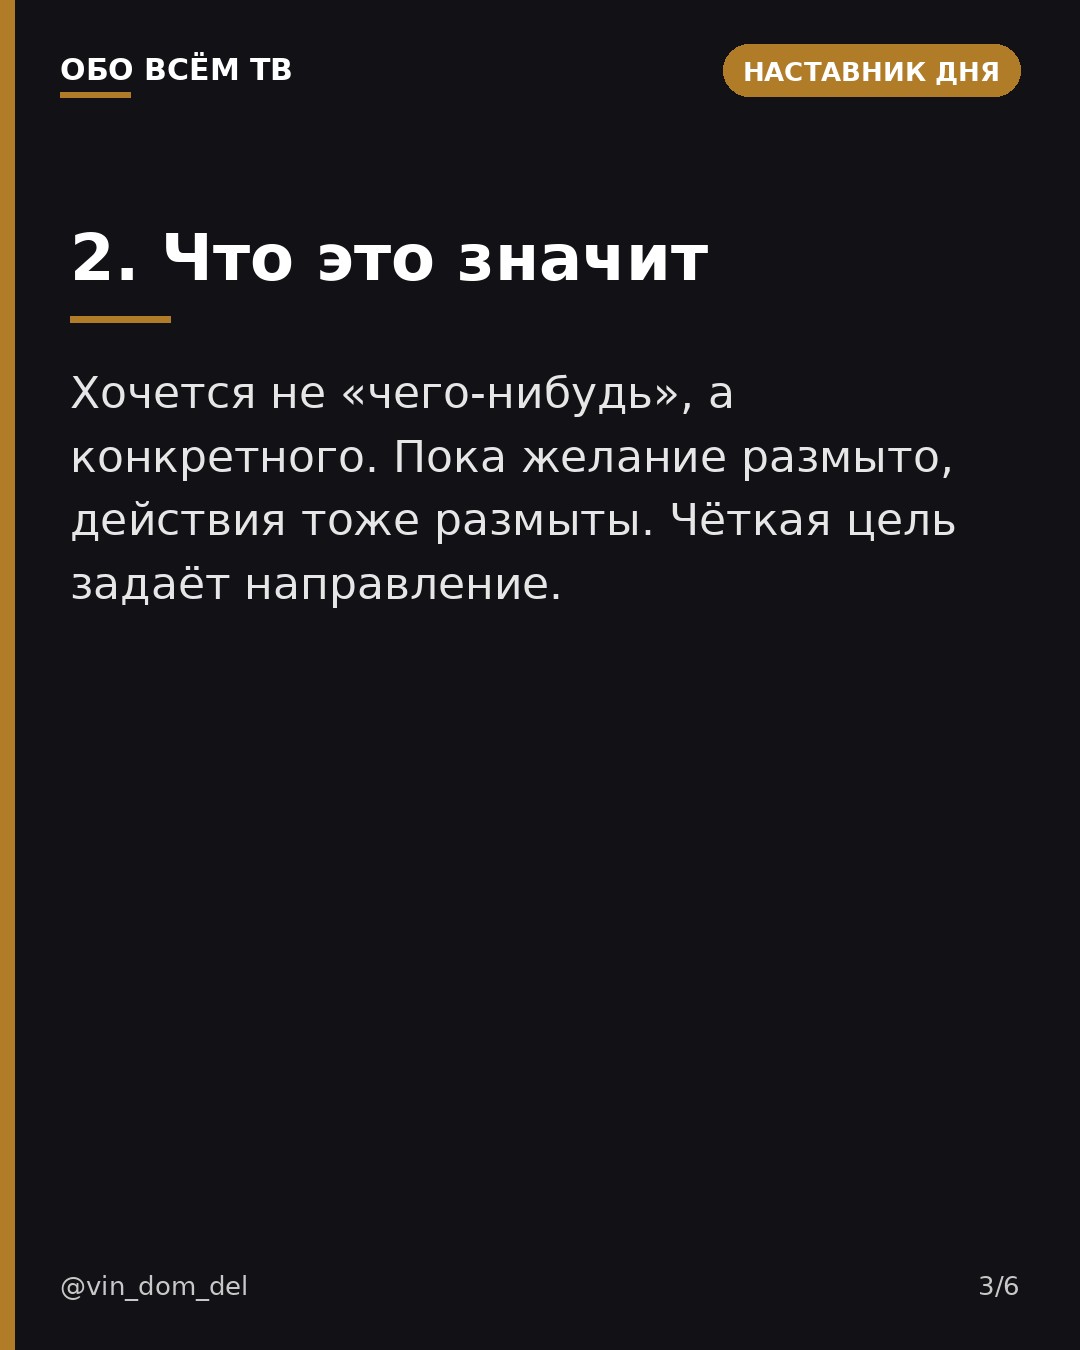 ОБО ВСЁМ ТВ
НАСТАВНИК ДНЯ
2. Что это значит
Хочется не «чего-нибудь», а
конкретного. Пока желание размыто,
действия тоже размыты. Чёткая цель
задаёт направление.
@vin_dom_del
3/6